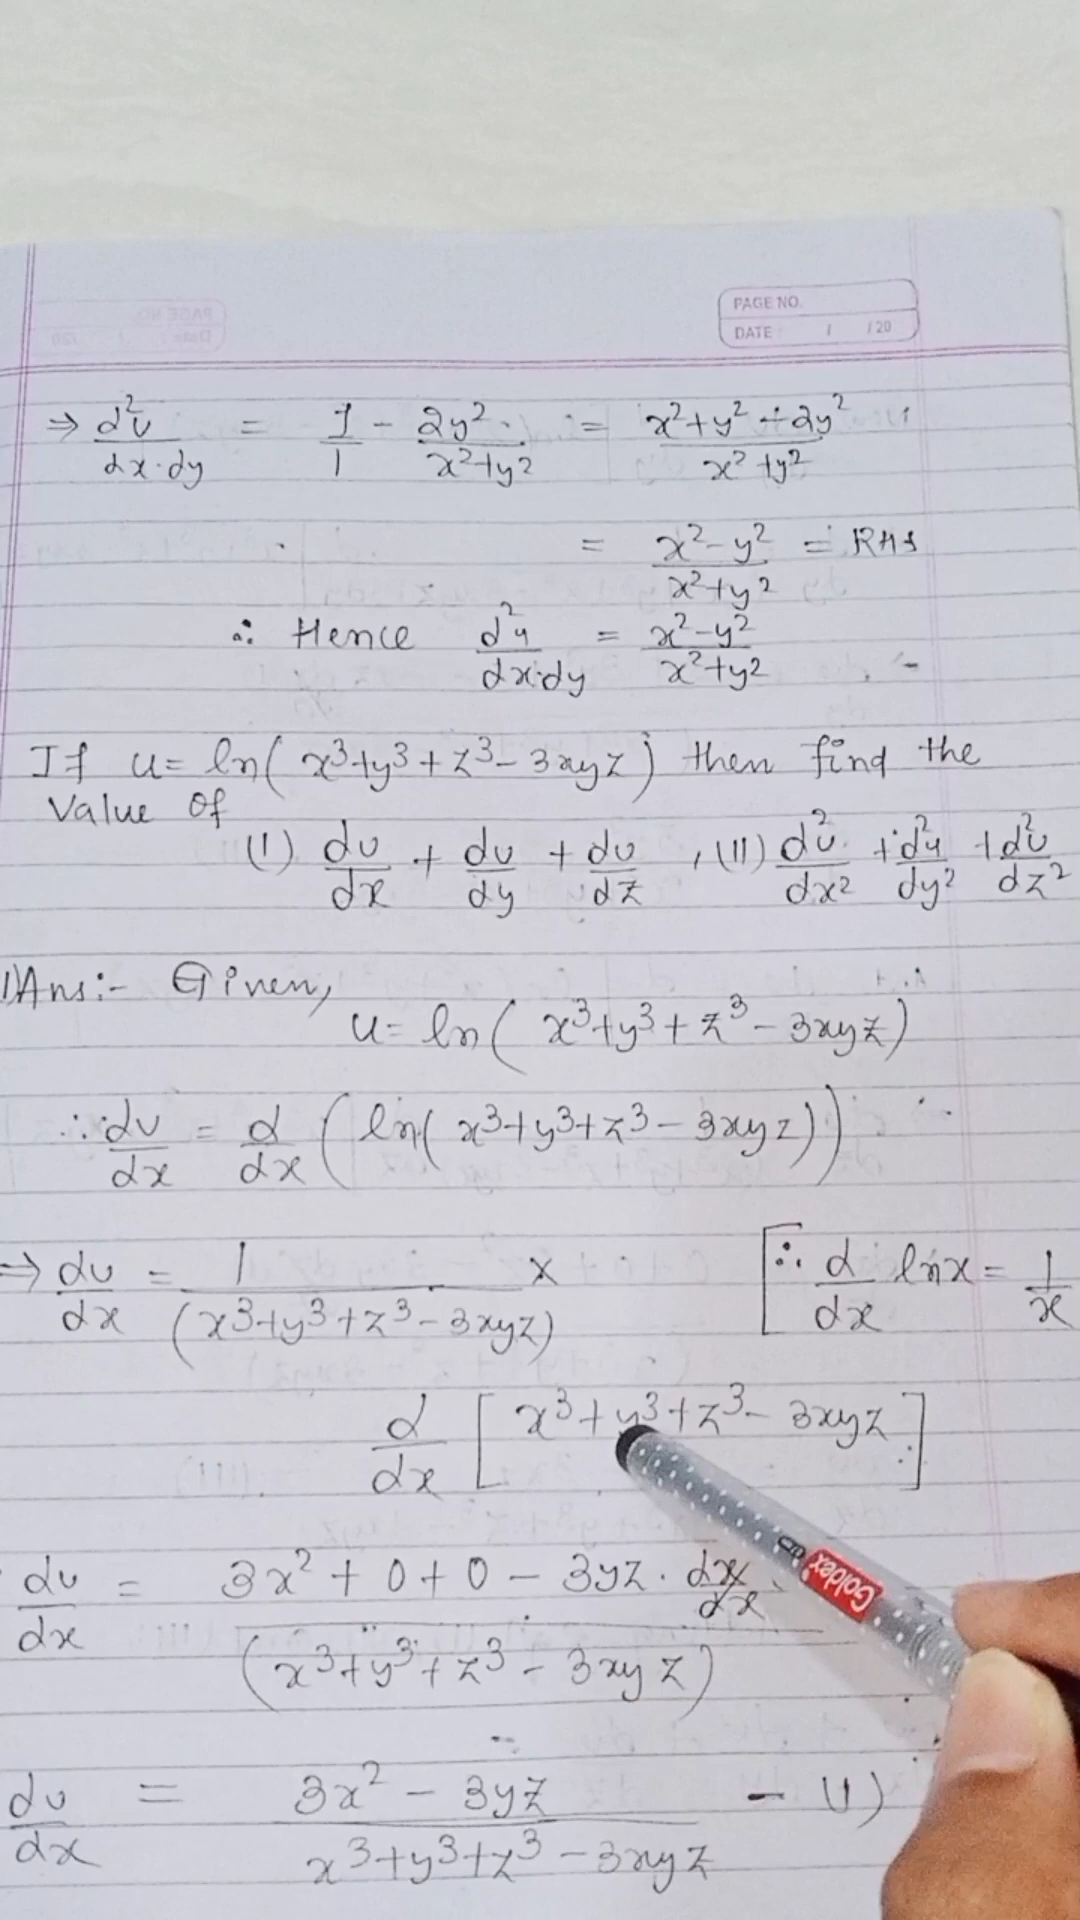 PAGE NO.
DATE : / / 20
⇒ d²u/dx·dy = 1/1 - 2y²/x²+y² = x²+y²+2y²/x²+y²
= x²-y²/x²+y² = RHS
∴ Hence d²u/dx·dy = x²-y²/x²+y²
If u= ln(x³+y³+z³-3xyz) then find the
value of
(I) du/dx + du/dy + du/dz , (II) d²u/dx² + d²u/dy² + d²u/dz²
1)Ans:- Given,
u= ln(x³+y³+z³-3xyz)
∵ du/dx = d/dx (ln(x³+y³+z³-3xyz))
⇒ du/dx = 1/(x³+y³+z³-3xyz) × [∵ d/dx lnx = 1/x
d/dx [x³+y³+z³-3xyz]
du/dx = 3x²+0+0-3yz·dx/dx/(x³+y³+z³-3xyz)
Goldex
du/dx = 3x²-3yz/x³+y³+z³-3xyz - (I)